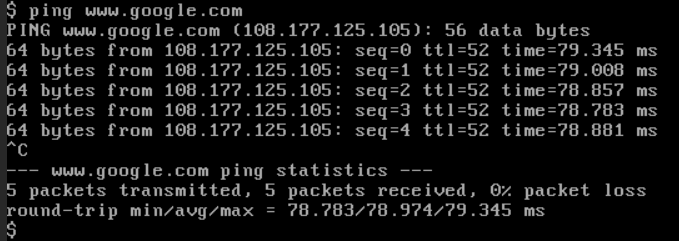 $ ping www.google.com
PING www.google.com (108.177.125.105): 56 data bytes
64 bytes from 108.177.125.105: seq=0 ttl=52 time=79.345 ms
64 bytes from 108.177.125.105: seq=1 ttl=52 time=79.008 ms
64 bytes from 108.177.125.105: seq=2 ttl=52 time=78.857 ms
64 bytes from 108.177.125.105: seq=3 ttl=52 time=78.783 ms
64 bytes from 108.177.125.105: seq=4 ttl=52 time=78.881 ms
^C
--- www.google.com ping statistics ---
5 packets transmitted, 5 packets received, 0% packet loss
round-trip min/avg/max = 78.783/78.974/79.345 ms
$